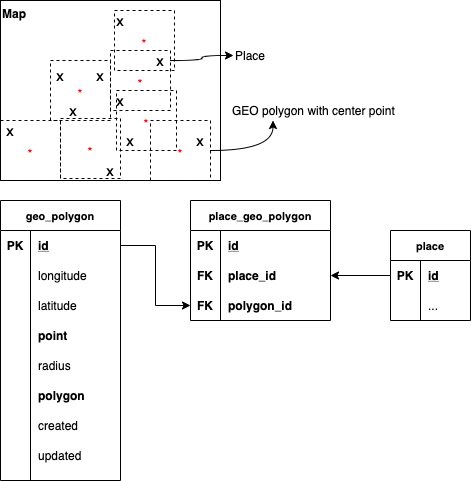 Map
X
*
X
Place
X
X
*
*
X
X
GEO polygon with center point
X
*
X
X
*
*
*
X
geo_polygon
PK id
longitude
latitude
point
radius
polygon
created
updated
place_geo_polygon
PK id
FK place_id
FK polygon_id
place
PK id
...